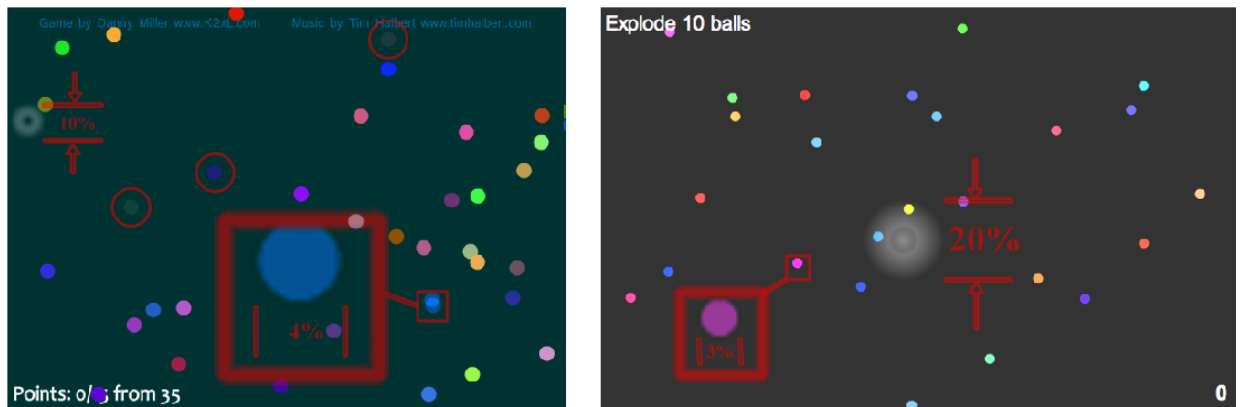 Game by Danny Miller www.K2xL.com Music by Tim Halbert www.timhalbert.com
10%
4%
Points: 0/5 from 35
Explode 10 balls
20%
3%
0